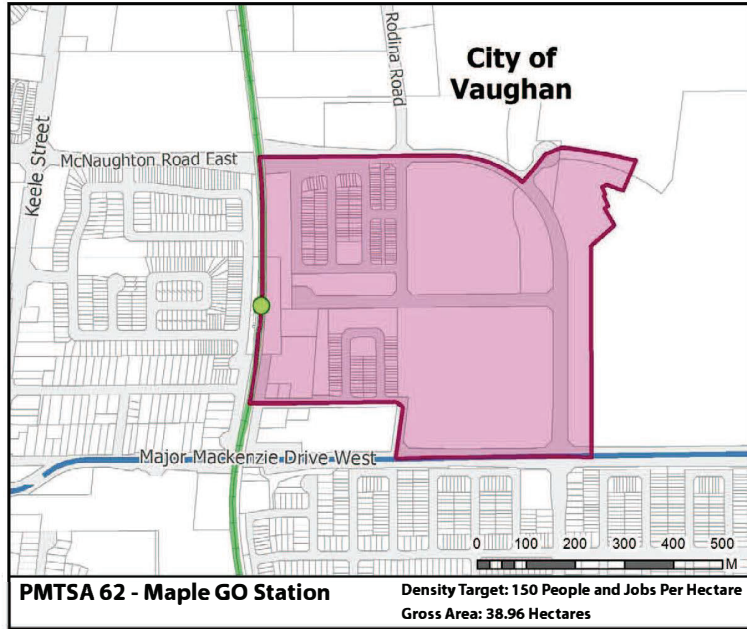 City of
Vaughan
Rodina Road
Keele Street
McNaughton Road East
Major Mackenzie Drive West
0 100 200 300 400 500
M
PMTSA 62 - Maple GO Station
Density Target: 150 People and Jobs Per Hectare
Gross Area: 38.96 Hectares